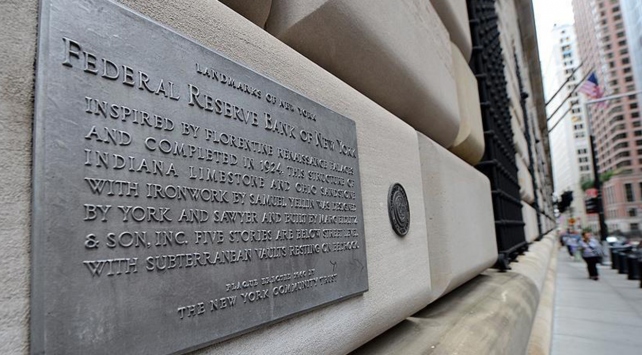 LANDMARKS OF NEW YORK
FEDERAL RESERVE BANK OF NEW YORK
INSPIRED BY FLORENTINE RENAISSANCE PALACES
AND COMPLETED IN 1924, THIS STRUCTURE OF
INDIANA LIMESTONE AND OHIO SANDSTONE
WITH IRONWORK BY SAMUEL YELLIN WAS DESIGNED
BY YORK AND SAWYER AND BUILT BY MARC EIDLITZ
& SON, INC. FIVE STORIES ARE BELOW STREET LEVEL
WITH SUBTERRANEAN VAULTS RESTING ON BEDROCK.
PLAQUE ERECTED BY
THE NEW YORK COMMUNITY TRUST